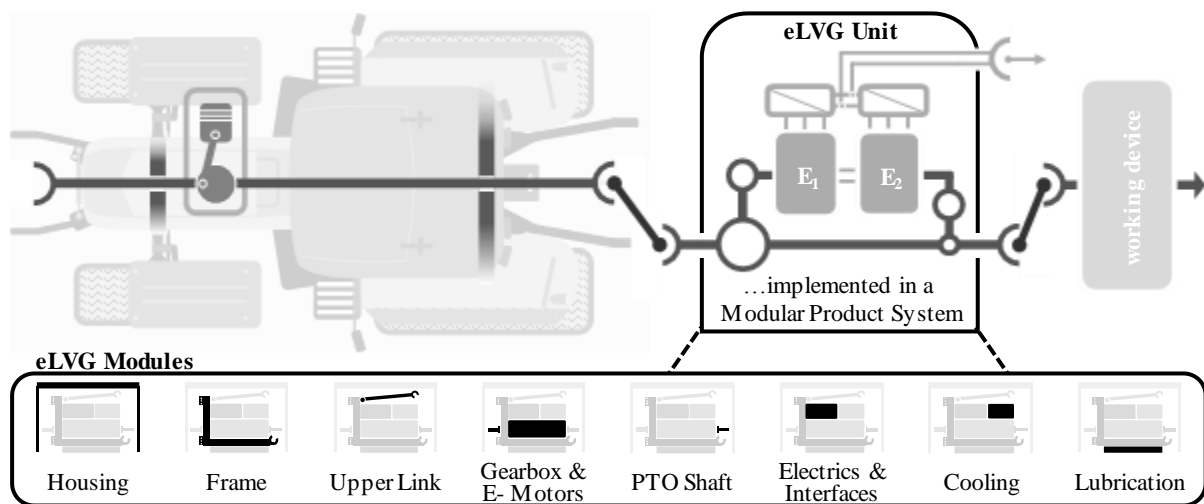 eLVG Unit
E1
E2
working device
…implemented in a
Modular Product System
eLVG Modules
Housing
Frame
Upper Link
Gearbox &
E- Motors
PTO Shaft
Electrics &
Interfaces
Cooling
Lubrication